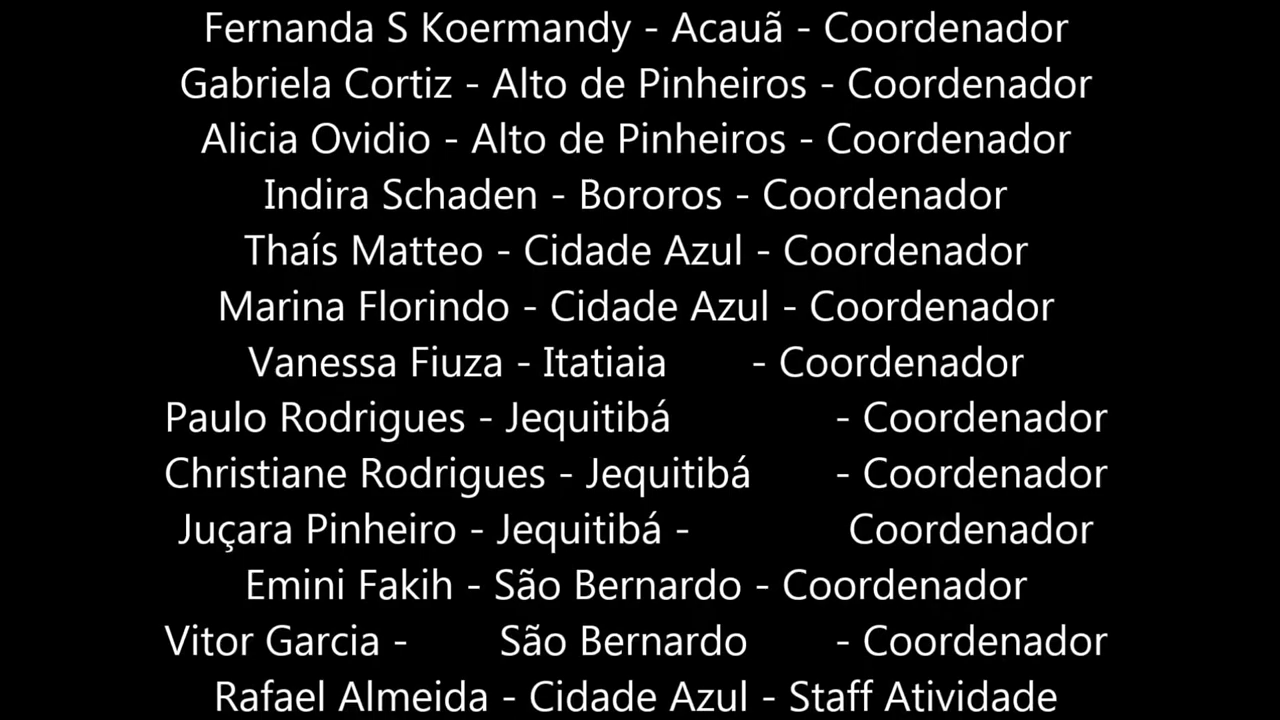 Fernanda S Koermandy - Acauã - Coordenador
Gabriela Cortiz - Alto de Pinheiros - Coordenador
Alicia Ovidio - Alto de Pinheiros - Coordenador
Indira Schaden - Bororos - Coordenador
Thaís Matteo - Cidade Azul - Coordenador
Marina Florindo - Cidade Azul - Coordenador
Vanessa Fiuza - Itatiaia - Coordenador
Paulo Rodrigues - Jequitibá - Coordenador
Christiane Rodrigues - Jequitibá - Coordenador
Juçara Pinheiro - Jequitibá - Coordenador
Emini Fakih - São Bernardo - Coordenador
Vitor Garcia - São Bernardo - Coordenador
Rafael Almeida - Cidade Azul - Staff Atividade